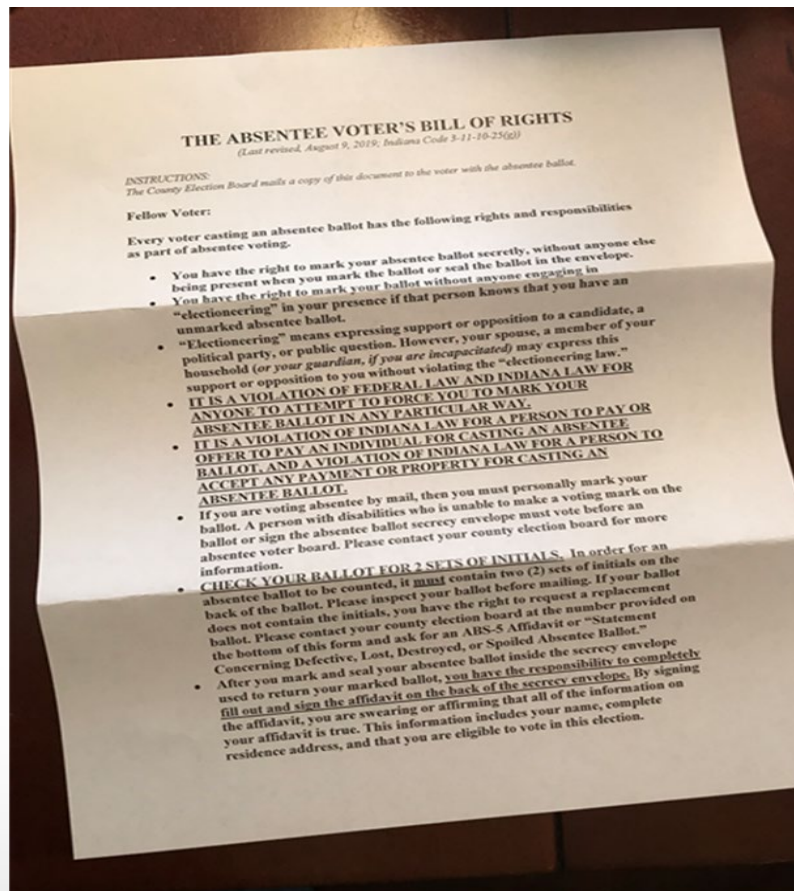 THE ABSENTEE VOTER'S BILL OF RIGHTS
(Last revised, August 9, 2019; Indiana Code 3-11-10-25(g))
INSTRUCTIONS:
The County Election Board mails a copy of this document to the voter with the absentee ballot.
Fellow Voter:
Every voter casting an absentee ballot has the following rights and responsibilities
as part of absentee voting.
• You have the right to mark your absentee ballot secretly, without anyone else
being present when you mark the ballot or seal the ballot in the envelope.
• You have the right to mark your ballot without anyone engaging in
"electioneering" in your presence if that person knows that you have an
unmarked absentee ballot.
• "Electioneering" means expressing support or opposition to a candidate, a
political party, or public question. However, your spouse, a member of your
household (or your guardian, if you are incapacitated) may express this
support or opposition to you without violating the "electioneering law."
• IT IS A VIOLATION OF FEDERAL LAW AND INDIANA LAW FOR
ANYONE TO ATTEMPT TO FORCE YOU TO MARK YOUR
ABSENTEE BALLOT IN ANY PARTICULAR WAY.
• IT IS A VIOLATION OF INDIANA LAW FOR A PERSON TO PAY OR
OFFER TO PAY AN INDIVIDUAL FOR CASTING AN ABSENTEE
BALLOT, AND A VIOLATION OF INDIANA LAW FOR A PERSON TO
ACCEPT ANY PAYMENT OR PROPERTY FOR CASTING AN
ABSENTEE BALLOT.
• If you are voting absentee by mail, then you must personally mark your
ballot. A person with disabilities who is unable to make a voting mark on the
ballot or sign the absentee ballot secrecy envelope must vote before an
absentee voter board. Please contact your county election board for more
information.
• CHECK YOUR BALLOT FOR 2 SETS OF INITIALS. In order for an
absentee ballot to be counted, it must contain two (2) sets of initials on the
back of the ballot. Please inspect your ballot before mailing. If your ballot
does not contain the initials, you have the right to request a replacement
ballot. Please contact your county election board at the number provided on
the bottom of this form and ask for an ABS-5 Affidavit or "Statement
Concerning Defective, Lost, Destroyed, or Spoiled Absentee Ballot."
• After you mark and seal your absentee ballot inside the secrecy envelope
used to return your marked ballot, you have the responsibility to completely
fill out and sign the affidavit on the back of the secrecy envelope. By signing
the affidavit, you are swearing or affirming that all of the information on
your affidavit is true. This information includes your name, complete
residence address, and that you are eligible to vote in this election.